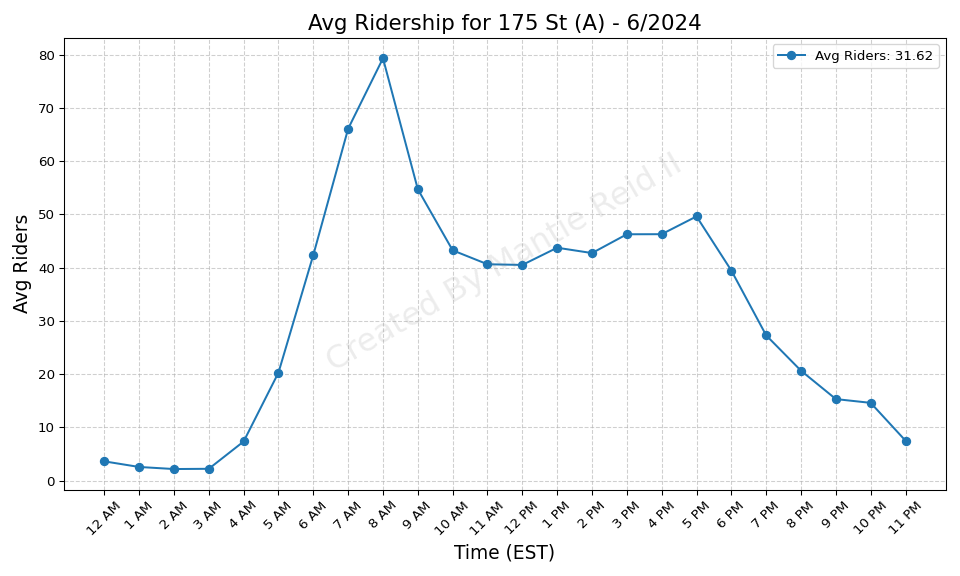 Avg Ridership for 175 St (A) - 6/2024
Avg Riders: 31.62
80
70
60
50
40
30
20
10
0
Avg Riders
Created By Mantie Reid II
12 AM
1 AM
2 AM
3 AM
4 AM
5 AM
6 AM
7 AM
8 AM
9 AM
10 AM
11 AM
12 PM
1 PM
2 PM
3 PM
4 PM
5 PM
6 PM
7 PM
8 PM
9 PM
10 PM
11 PM
Time (EST)